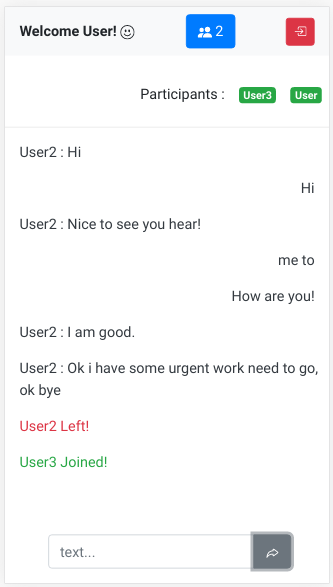 Welcome User!
2
Participants :
User3
User
User2 : Hi
Hi
User2 : Nice to see you hear!
me to
How are you!
User2 : I am good.
User2 : Ok i have some urgent work need to go,
ok bye
User2 Left!
User3 Joined!
text...